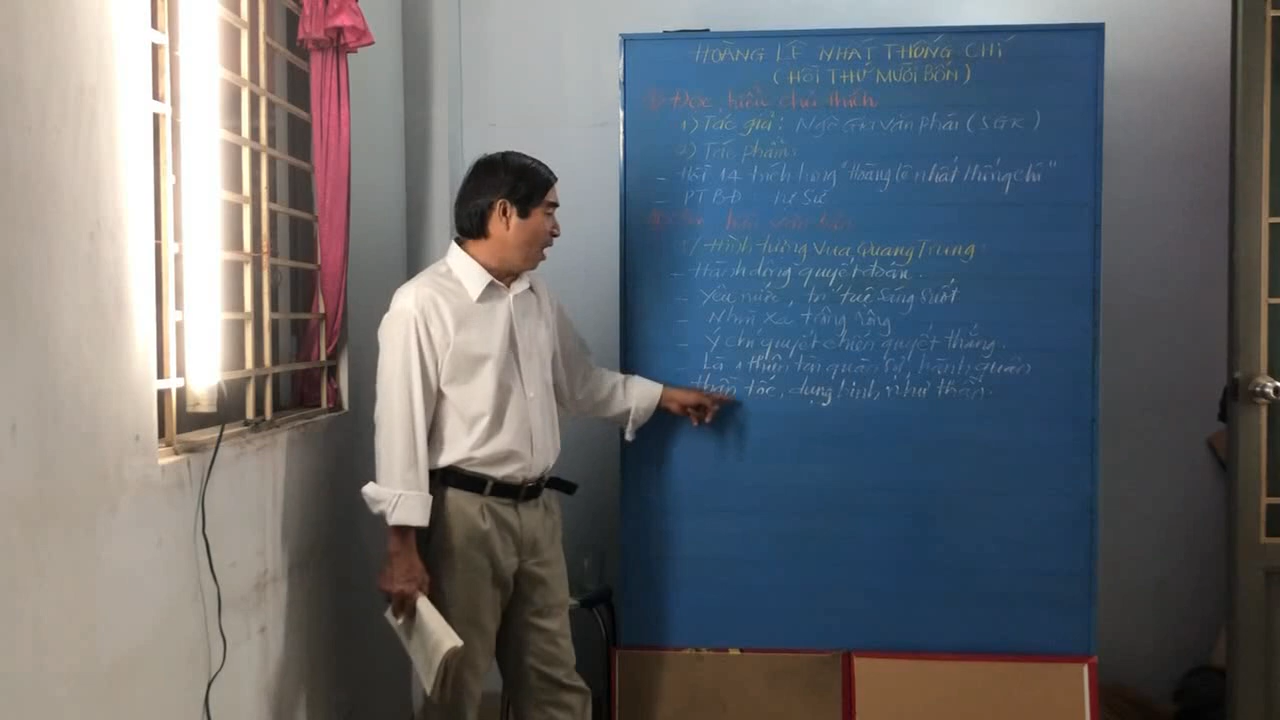 HOÀNG LÊ NHẤT THỐNG CHÍ
(HỒI THỨ MƯỜI BỐN)
I Đọc, hiểu chú thích
1) Tác giả: Ngô Gia Văn Phái (SGK)
2) Tác phẩm:
- Hồi 14 trích trong "Hoàng lê nhất thống chí"
- PTBĐ: Tự Sự
hiểu văn bản
1/ Hình tượng Vua Quang Trung:
- Hành động quyết đoán.
- Yêu nước, trí tuệ sáng suốt
- Nhìn xa trông rộng
- Ý chí quyết chiến quyết thắng.
- Là 1 thiên tài quân sự, hành quân
thần tốc, dụng binh như thần.